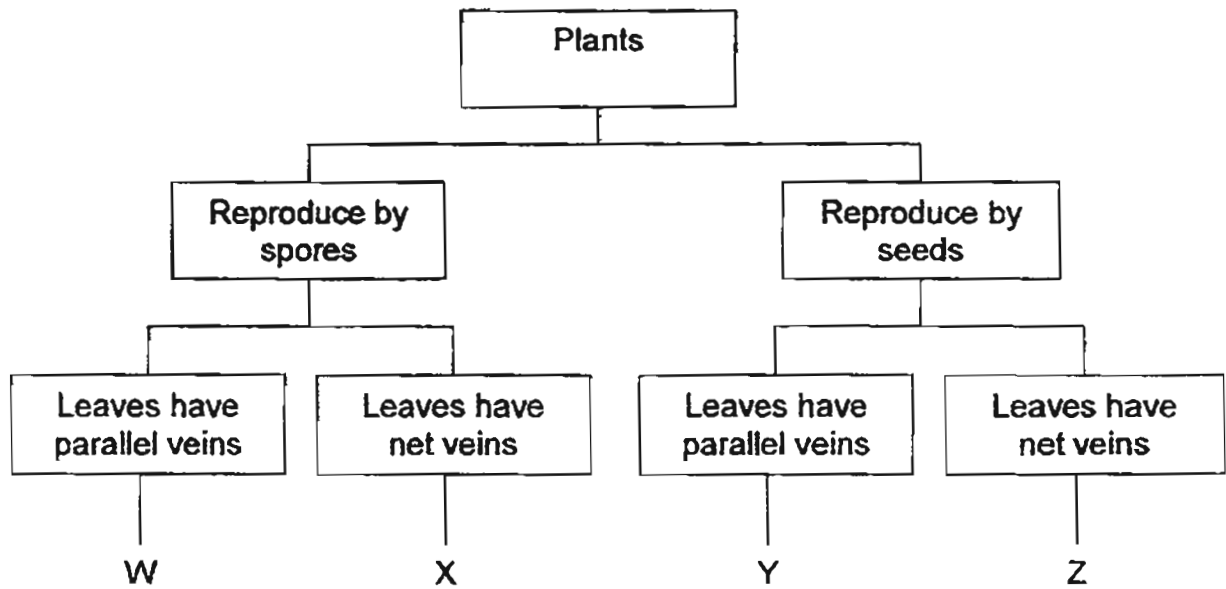 Plants
Reproduce by
spores
Reproduce by
seeds
Leaves have
parallel veins
Leaves have
net veins
Leaves have
parallel veins
Leaves have
net veins
W
X
Y
Z